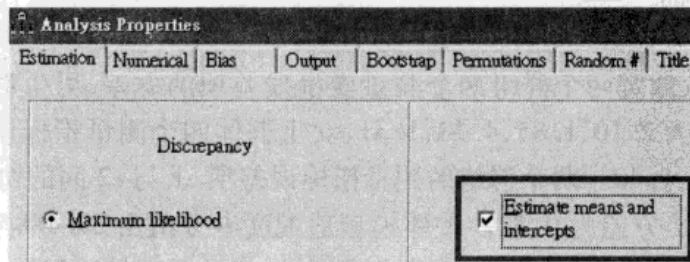 Analysis Properties
Estimation Numerical Bias Output Bootstrap Permutations Random # Title
Discrepancy
Maximum likelihood
Estimate means and
intercepts